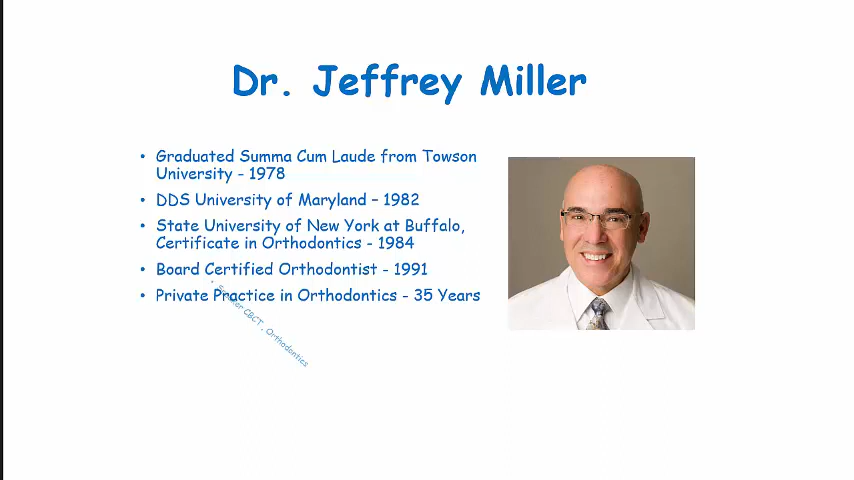 Dr. Jeffrey Miller
• Graduated Summa Cum Laude from Towson
University - 1978
• DDS University of Maryland – 1982
• State University of New York at Buffalo,
Certificate in Orthodontics - 1984
• Board Certified Orthodontist - 1991
• Private Practice in Orthodontics - 35 Years
• Speaker CBCT , Orthodontics